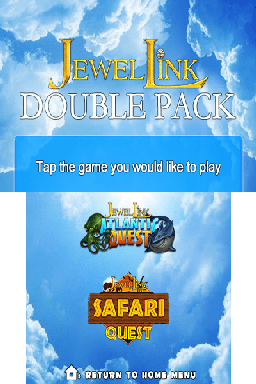 JEWEL LINK
DOUBLE PACK
Tap the game you would like to play
JEWEL LINK
ATLANTIC
QUEST
JEWEL LINK
SAFARI
QUEST
: RETURN TO HOME MENU